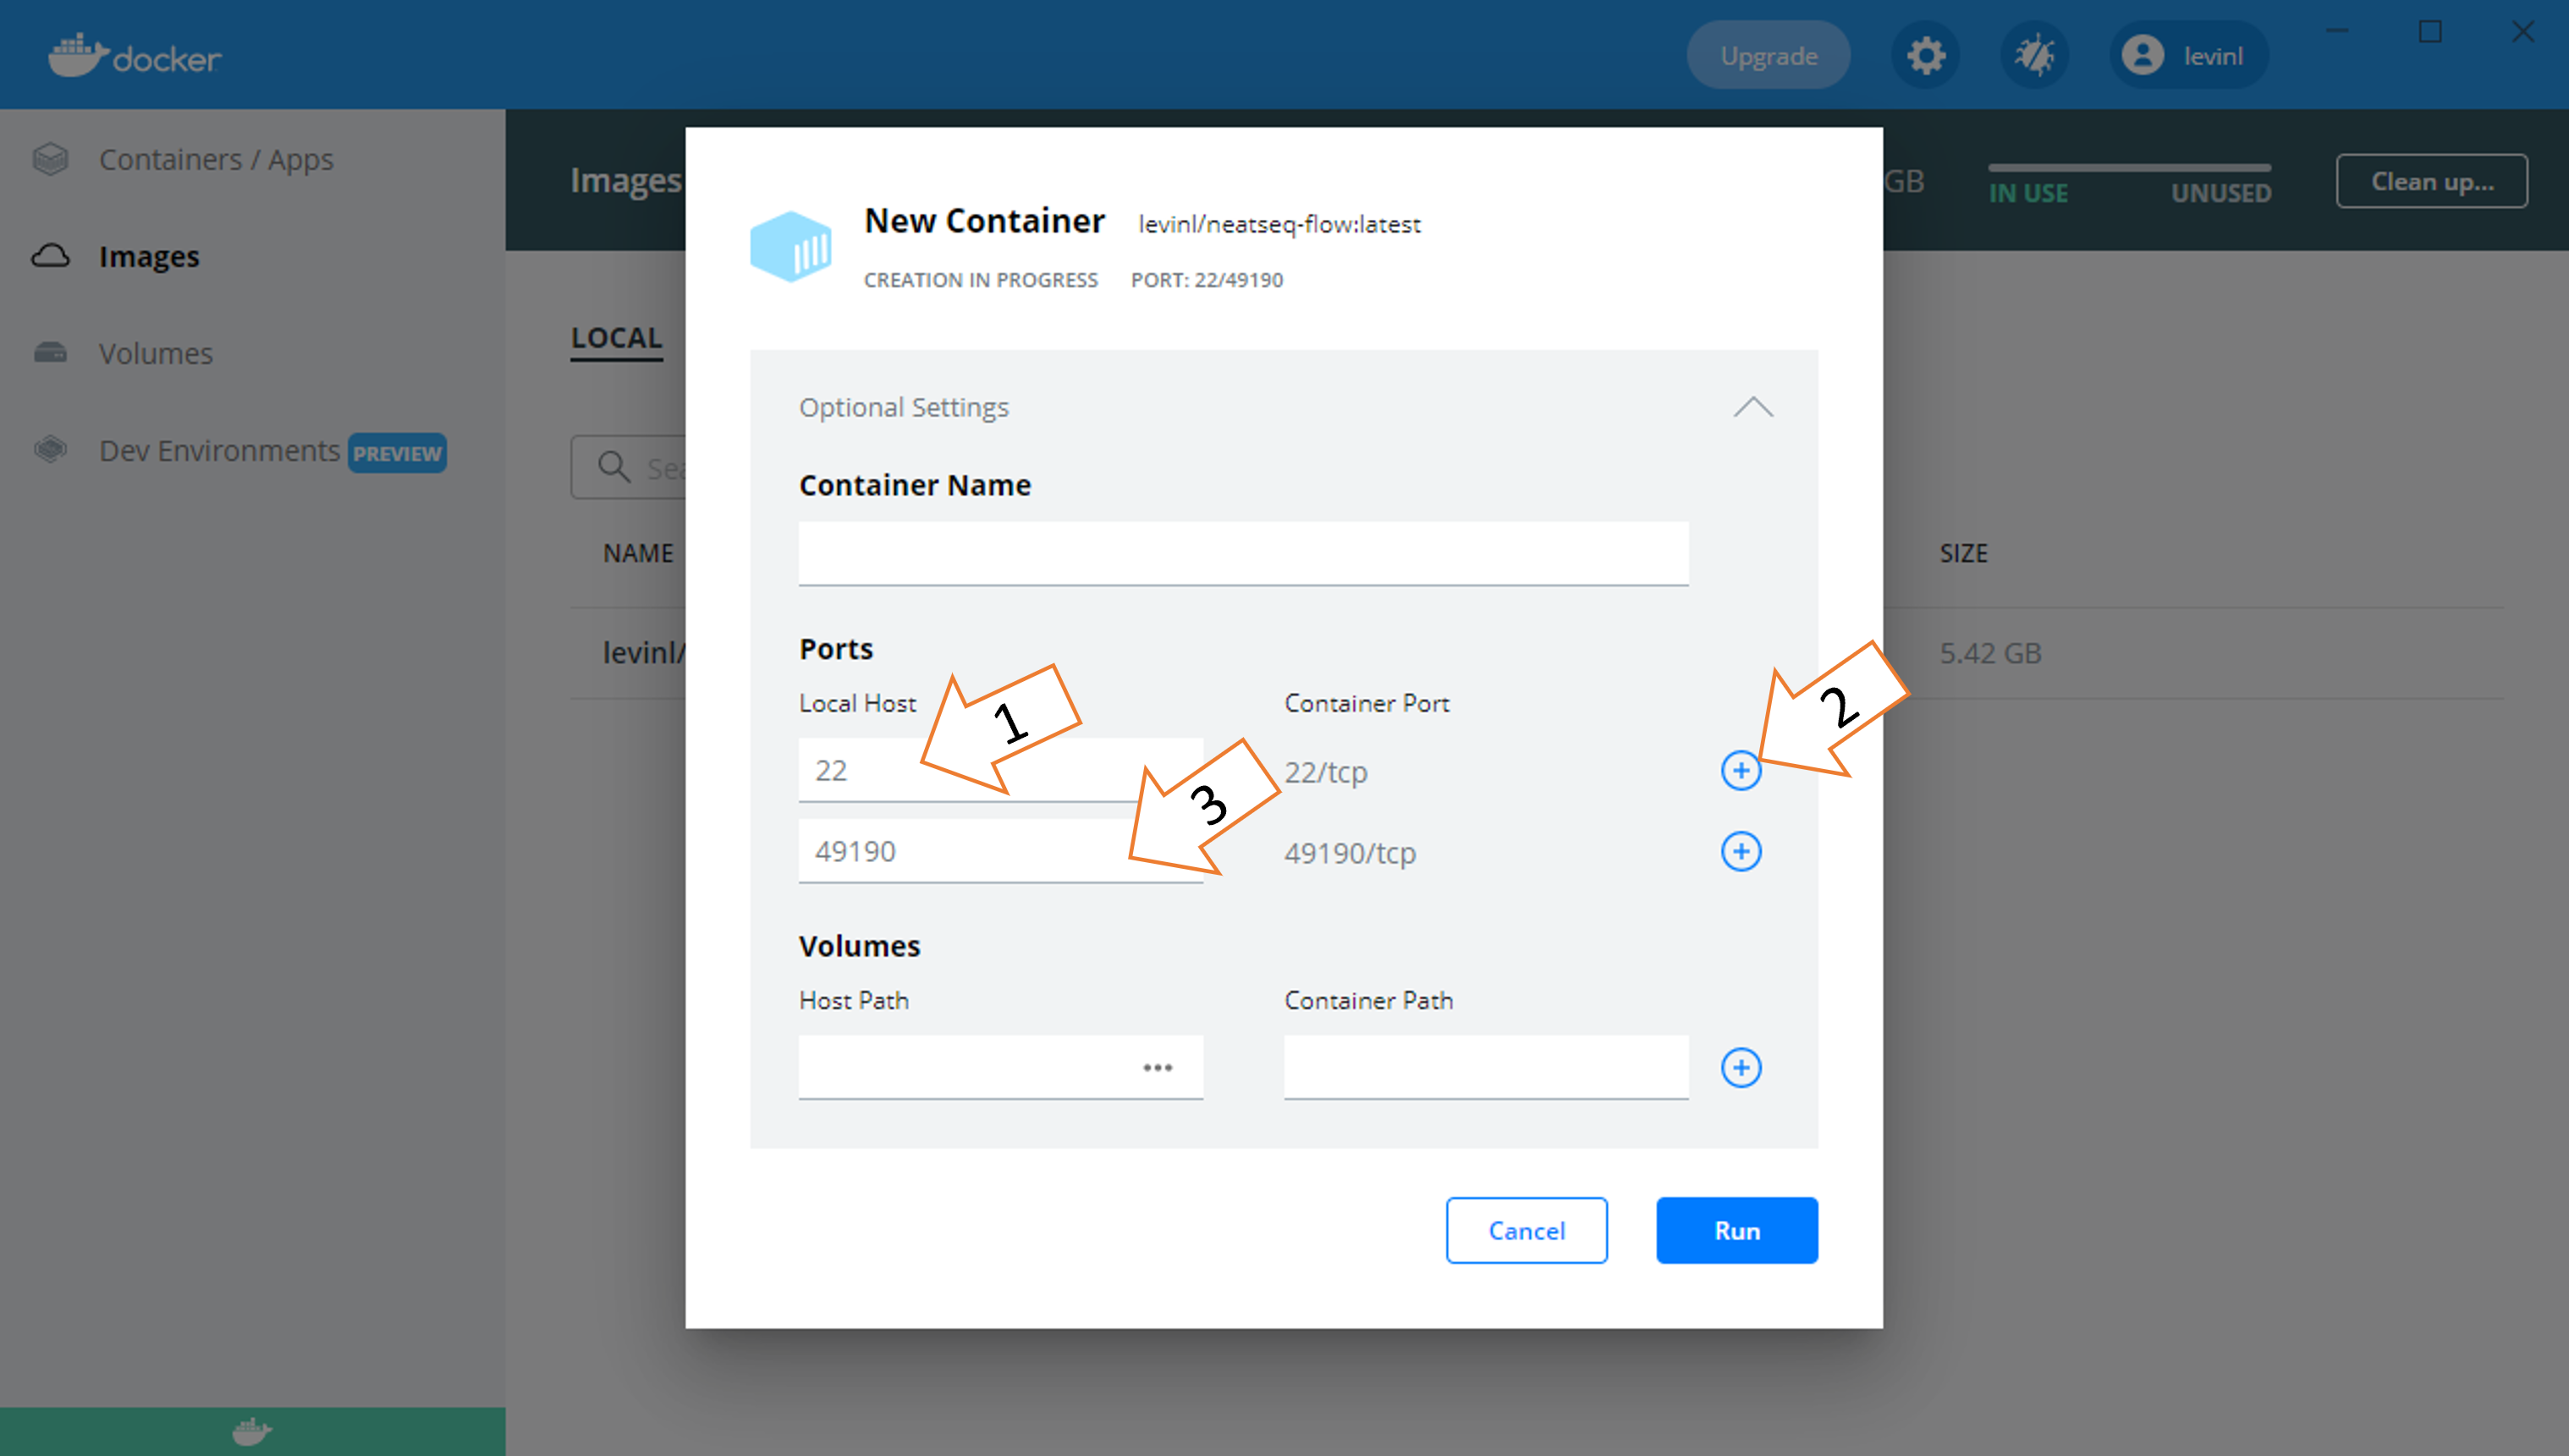 docker
Upgrade
levinl
Containers / Apps
Images
Volumes
Dev Environments PREVIEW
Images
GB
IN USE UNUSED
Clean up...
LOCAL
NAME
SIZE
levinl/
5.42 GB
New Container levinl/neatseq-flow:latest
CREATION IN PROGRESS PORT: 22/49190
Optional Settings
Container Name
Ports
Local Host Container Port
1
2
22 22/tcp
3
49190 49190/tcp
Volumes
Host Path Container Path
Cancel Run